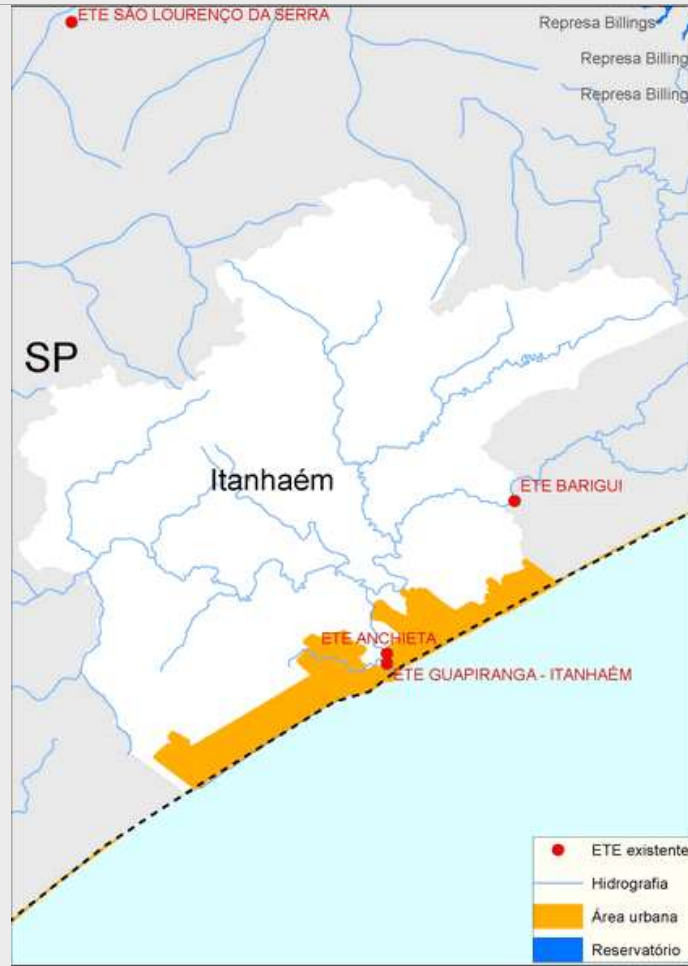 ETE SÃO LOURENÇO DA SERRA
Represa Billings
Represa Billing
Represa Billing
SP
Itanhaém
ETE BARIGUI
ETE ANCHIETA
ETE GUAPIRANGA - ITANHAÉM
ETE existente
Hidrografia
Área urbana
Reservatório